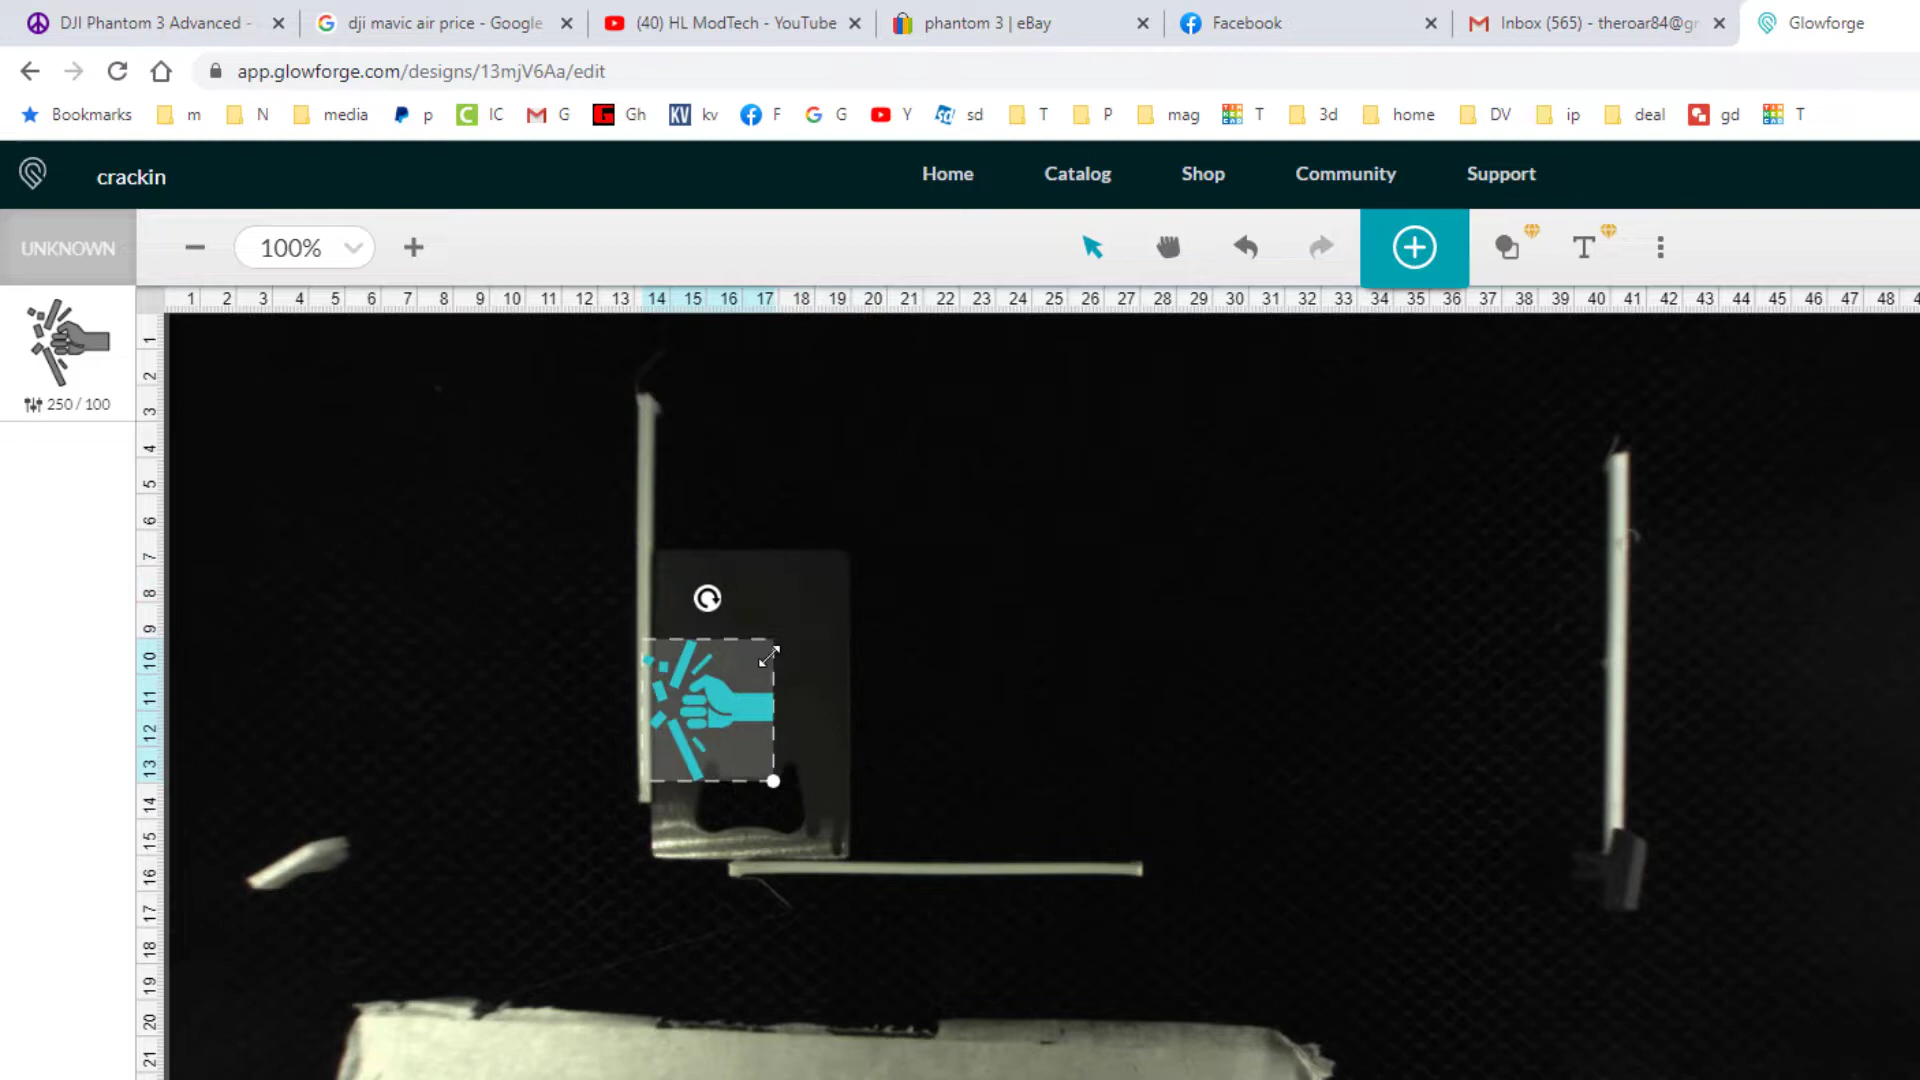 DJI Phantom 3 Advanced -
dji mavic air price - Google
(40) HL ModTech - YouTube
phantom 3 | eBay
Facebook
Inbox (565) - theroar84@gr
Glowforge
app.glowforge.com/designs/13mjV6Aa/edit
Bookmarks m N media p IC G Gh kv F G Y sd T P mag T 3d home DV ip deal gd T
crackin
Home Catalog Shop Community Support
UNKNOWN
100%
T
1 2 3 4 5 6 7 8 9 10 11 12 13 14 15 16 17 18 19 20 21 22 23 24 25 26 27 28 29 30 31 32 33 34 35 36 37 38 39 40 41 42 43 44 45 46 47 48
250 / 100
1
2
3
4
5
6
7
8
9
10
11
12
13
14
15
16
17
18
19
20
21